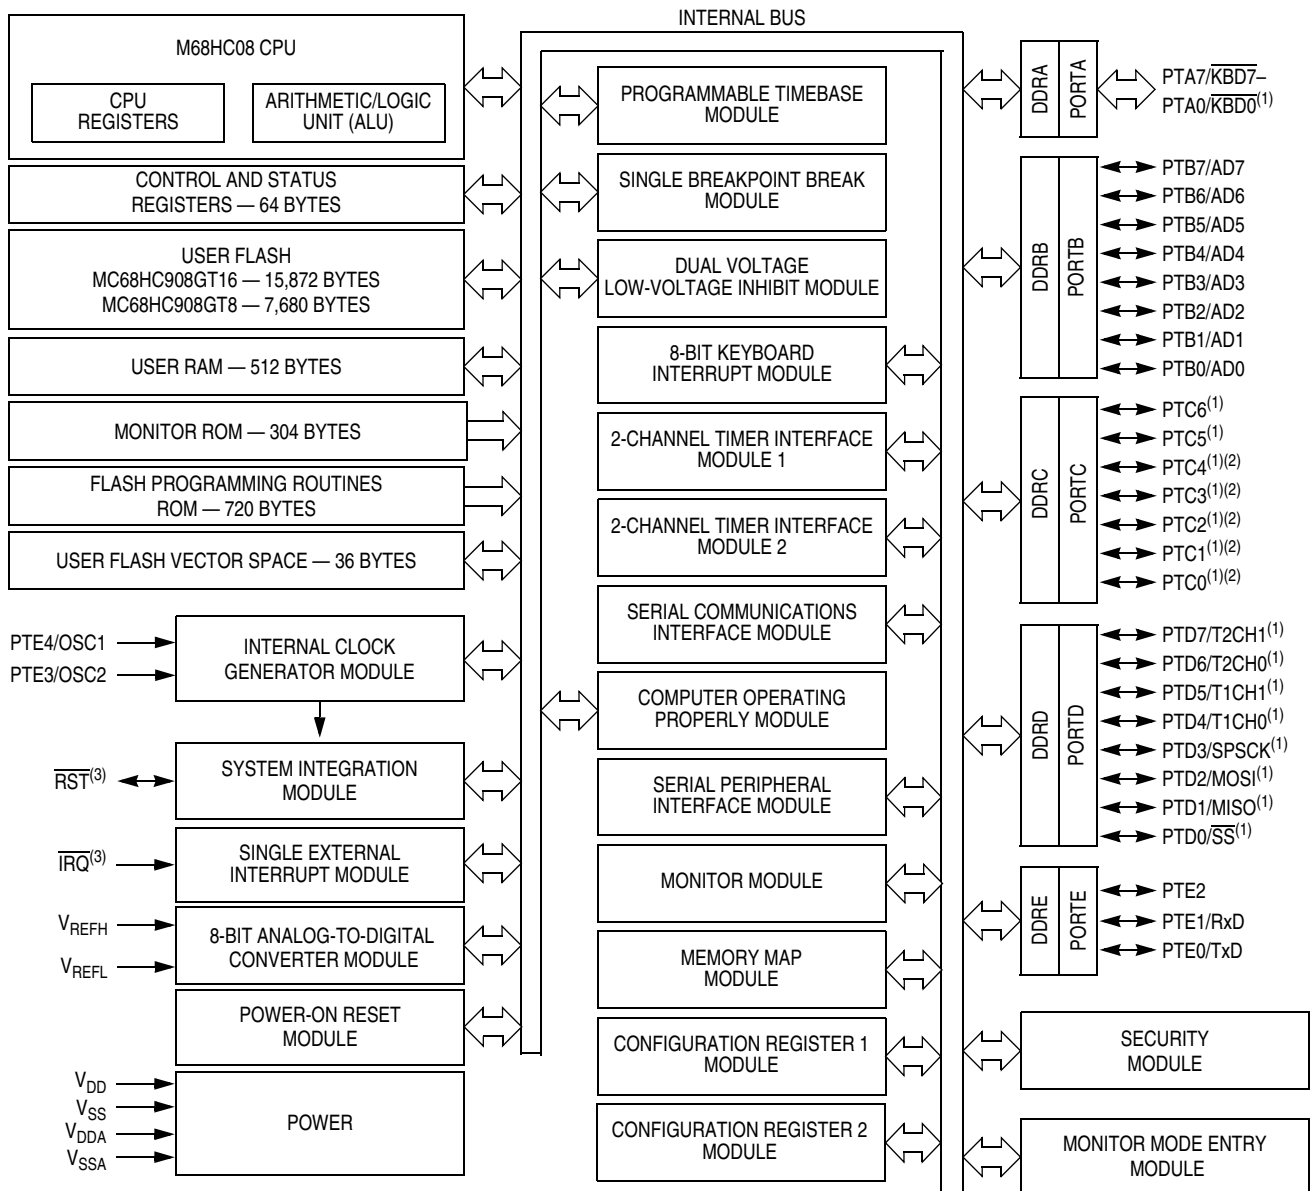 INTERNAL BUS
M68HC08 CPU
CPU
REGISTERS
ARITHMETIC/LOGIC
UNIT (ALU)
CONTROL AND STATUS
REGISTERS — 64 BYTES
USER FLASH
MC68HC908GT16 — 15,872 BYTES
MC68HC908GT8 — 7,680 BYTES
USER RAM — 512 BYTES
MONITOR ROM — 304 BYTES
FLASH PROGRAMMING ROUTINES
ROM — 720 BYTES
USER FLASH VECTOR SPACE — 36 BYTES
PTE4/OSC1
PTE3/OSC2
INTERNAL CLOCK
GENERATOR MODULE
RST(3)
SYSTEM INTEGRATION
MODULE
IRQ(3)
SINGLE EXTERNAL
INTERRUPT MODULE
VREFH
VREFL
8-BIT ANALOG-TO-DIGITAL
CONVERTER MODULE
POWER-ON RESET
MODULE
VDD
VSS
VDDA
VSSA
POWER
PROGRAMMABLE TIMEBASE
MODULE
SINGLE BREAKPOINT BREAK
MODULE
DUAL VOLTAGE
LOW-VOLTAGE INHIBIT MODULE
8-BIT KEYBOARD
INTERRUPT MODULE
2-CHANNEL TIMER INTERFACE
MODULE 1
2-CHANNEL TIMER INTERFACE
MODULE 2
SERIAL COMMUNICATIONS
INTERFACE MODULE
COMPUTER OPERATING
PROPERLY MODULE
SERIAL PERIPHERAL
INTERFACE MODULE
MONITOR MODULE
MEMORY MAP
MODULE
CONFIGURATION REGISTER 1
MODULE
CONFIGURATION REGISTER 2
MODULE
DDRA
PORTA
PTA7/KBD7–
PTA0/KBD0(1)
DDRB
PORTB
PTB7/AD7
PTB6/AD6
PTB5/AD5
PTB4/AD4
PTB3/AD3
PTB2/AD2
PTB1/AD1
PTB0/AD0
DDRC
PORTC
PTC6(1)
PTC5(1)
PTC4(1)(2)
PTC3(1)(2)
PTC2(1)(2)
PTC1(1)(2)
PTC0(1)(2)
DDRD
PORTD
PTD7/T2CH1(1)
PTD6/T2CH0(1)
PTD5/T1CH1(1)
PTD4/T1CH0(1)
PTD3/SPSCK(1)
PTD2/MOSI(1)
PTD1/MISO(1)
PTD0/SS(1)
DDRE
PORTE
PTE2
PTE1/RxD
PTE0/TxD
SECURITY
MODULE
MONITOR MODE ENTRY
MODULE